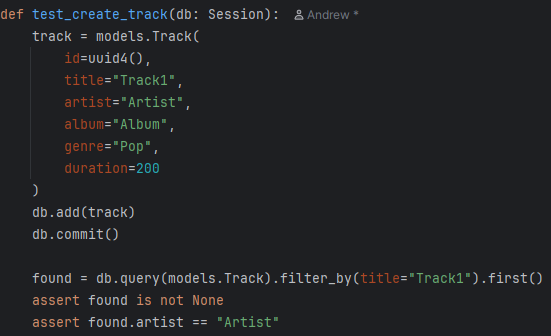 def test_create_track(db: Session): Andrew *
    track = models.Track(
        id=uuid4(),
        title="Track1",
        artist="Artist",
        album="Album",
        genre="Pop",
        duration=200
    )
    db.add(track)
    db.commit()

    found = db.query(models.Track).filter_by(title="Track1").first()
    assert found is not None
    assert found.artist == "Artist"